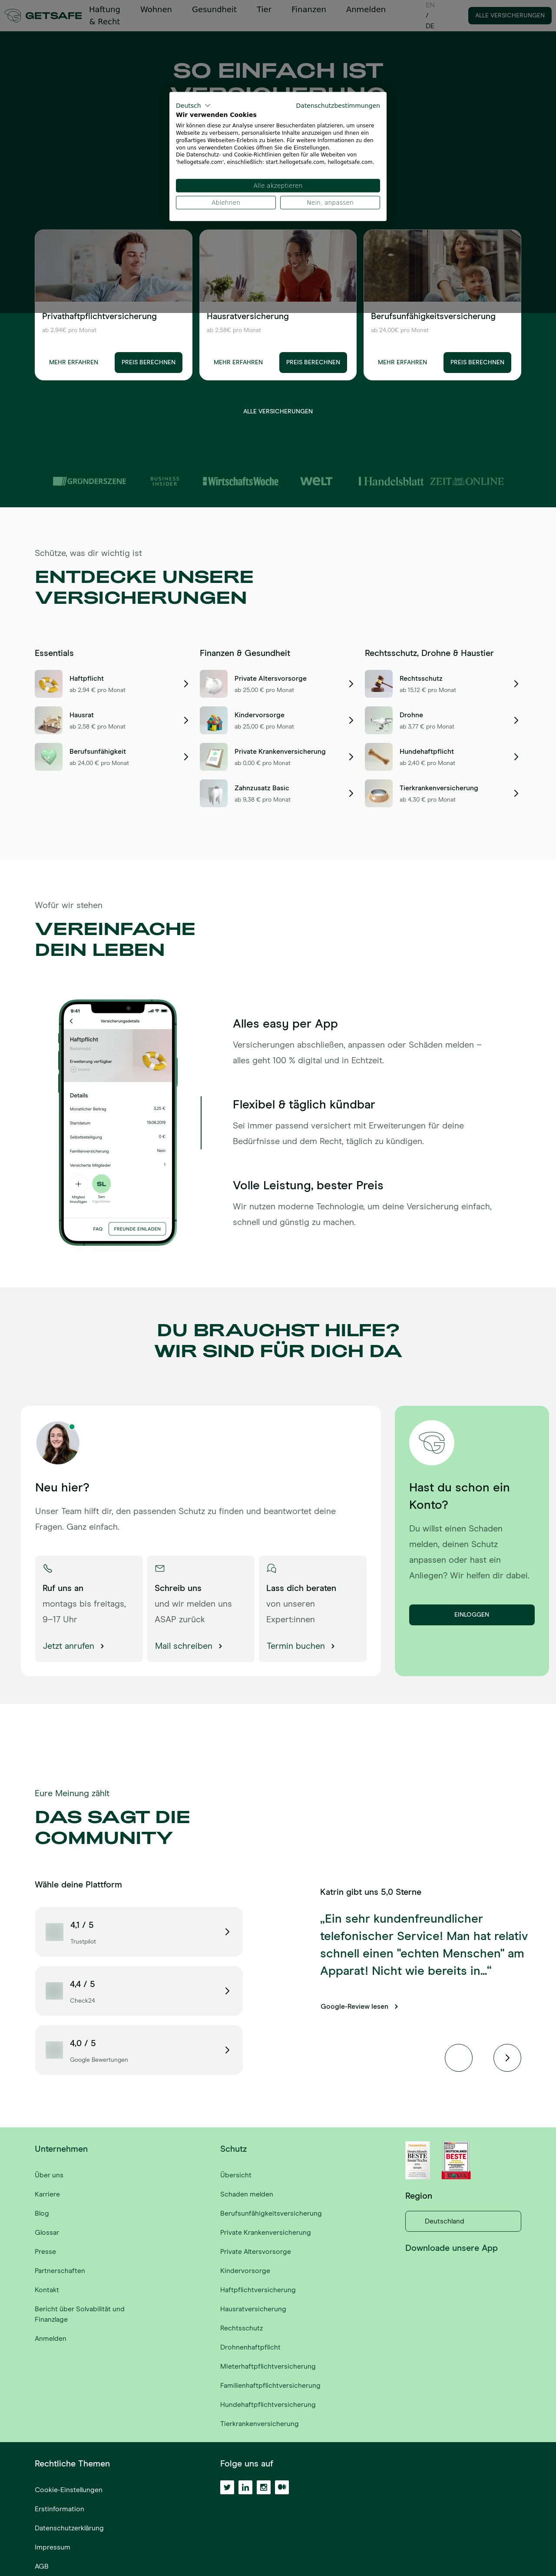 GETSAFE
Haftung
& Recht
Wohnen
Gesundheit
Tier
Finanzen
Anmelden
EN
/
DE
ALLE VERSICHERUNGEN
SO EINFACH IST
Deutsch
Datenschutzbestimmungen
Wir verwenden Cookies
Wir können diese zur Analyse unserer Besucherdaten platzieren, um unsere
Webseite zu verbessern, personalisierte Inhalte anzuzeigen und Ihnen ein
großartiges Webseiten-Erlebnis zu bieten. Für weitere Informationen zu den
von uns verwendeten Cookies öffnen Sie die Einstellungen.
Die Datenschutz- und Cookie-Richtlinien gelten für alle Webseiten von
'hellogetsafe.com', einschließlich: start.hellogetsafe.com, hellogetsafe.com.
Alle akzeptieren
Ablehnen
Nein, anpassen
Privathaftpflichtversicherung
ab 2,94€ pro Monat
MEHR ERFAHREN
PREIS BERECHNEN
Hausratversicherung
ab 2.58€ pro Monat
MEHR ERFAHREN
PREIS BERECHNEN
Berufsunfähigkeitsversicherung
ab 24,00€ pro Monat
MEHR ERFAHREN
PREIS BERECHNEN
ALLE VERSICHERUNGEN
GRÜNDERSZENE
BUSINESS
INSIDER
WirtschaftsWoche
WELT
Handelsblatt
ZEIT ONLINE
Schütze, was dir wichtig ist
ENTDECKE UNSERE
VERSICHERUNGEN
Essentials
Haftpflicht
ab 2.94 € pro Monat
Hausrat
ab 2,58 € pro Monat
Berufsunfähigkeit
ab 24,00 € pro Monat
Finanzen & Gesundheit
Private Altersvorsorge
ab 25,00 € pro Monat
Kindervorsorge
ab 25,00 € pro Monat
Private Krankenversicherung
ab 0,00 € pro Monat
Zahnzusatz Basic
ab 9,38 € pro Monat
Rechtsschutz, Drohne & Haustier
Rechtsschutz
ab 15,12 € pro Monat
Drohne
ab 3,77 € pro Monat
Hundehaftpflicht
ab 2,40 € pro Monat
Tierkrankenversicherung
ab 4,30 € pro Monat
Wofür wir stehen
VEREINFACHE
DEIN LEBEN
9:41
Versicherungsdetails
Haftpflicht
Erweiterung verfügbar
Details
Monatlicher Beitrag
3,25 €
Startdatum
19.08.2019
Selbstbeteiligung
0 €
Familienversicherung
Nein
Versicherte Mitglieder
1
SL
Mitglied
hinzufügen
FAQ
FREUNDE EINLADEN
Alles easy per App
Versicherungen abschließen, anpassen oder Schäden melden –
alles geht 100 % digital und in Echtzeit.
Flexibel & täglich kündbar
Sei immer passend versichert mit Erweiterungen für deine
Bedürfnisse und dem Recht, täglich zu kündigen.
Volle Leistung, bester Preis
Wir nutzen moderne Technologie, um deine Versicherung einfach,
schnell und günstig zu machen.
DU BRAUCHST HILFE?
WIR SIND FÜR DICH DA
Neu hier?
Unser Team hilft dir, den passenden Schutz zu finden und beantwortet deine
Fragen. Ganz einfach.
Ruf uns an
montags bis freitags,
9–17 Uhr
Jetzt anrufen
Schreib uns
und wir melden uns
ASAP zurück
Mail schreiben
Lass dich beraten
von unseren
Expert:innen
Termin buchen
Hast du schon ein
Konto?
Du willst einen Schaden
melden, deinen Schutz
anpassen oder hast ein
Anliegen? Wir helfen dir dabei.
EINLOGGEN
Eure Meinung zählt
DAS SAGT DIE
COMMUNITY
Wähle deine Plattform
4,1 / 5
Trustpilot
4,4 / 5
Check24
4,0 / 5
Google Bewertungen
Katrin gibt uns 5,0 Sterne
„Ein sehr kundenfreundlicher
telefonischer Service! Man hat relativ
schnell einen "echten Menschen" am
Apparat! Nicht wie bereits in...“
Google-Review lesen
Unternehmen
Über uns
Karriere
Blog
Glossar
Presse
Partnerschaften
Kontakt
Bericht über Solvabilität und
Finanzlage
Anmelden
Schutz
Übersicht
Schaden melden
Berufsunfähigkeitsversicherung
Private Krankenversicherung
Private Altersvorsorge
Kindervorsorge
Haftpflichtversicherung
Hausratversicherung
Rechtsschutz
Drohnenhaftpflicht
Mieterhaftpflichtversicherung
Familienhaftpflichtversicherung
Hundehaftpflichtversicherung
Tierkrankenversicherung
BESTE
BESTE
Region
Deutschland
Downloade unsere App
Rechtliche Themen
Cookie-Einstellungen
Erstinformation
Datenschutzerklärung
Impressum
AGB
Folge uns auf